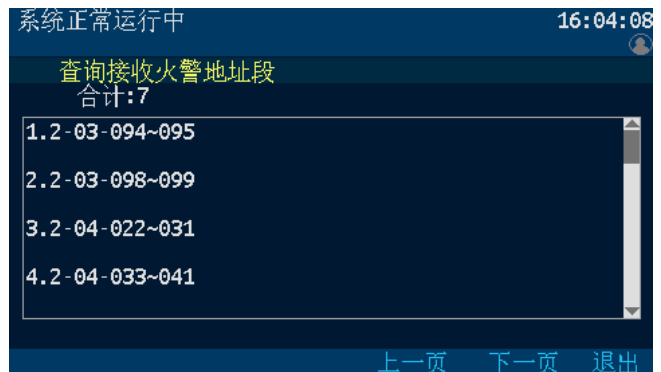 系统正常运行中 16:04:08
查询接收火警地址段
合计:7
1.2-03-094~095
2.2-03-098~099
3.2-04-022~031
4.2-04-033~041
上一页 下一页 退出